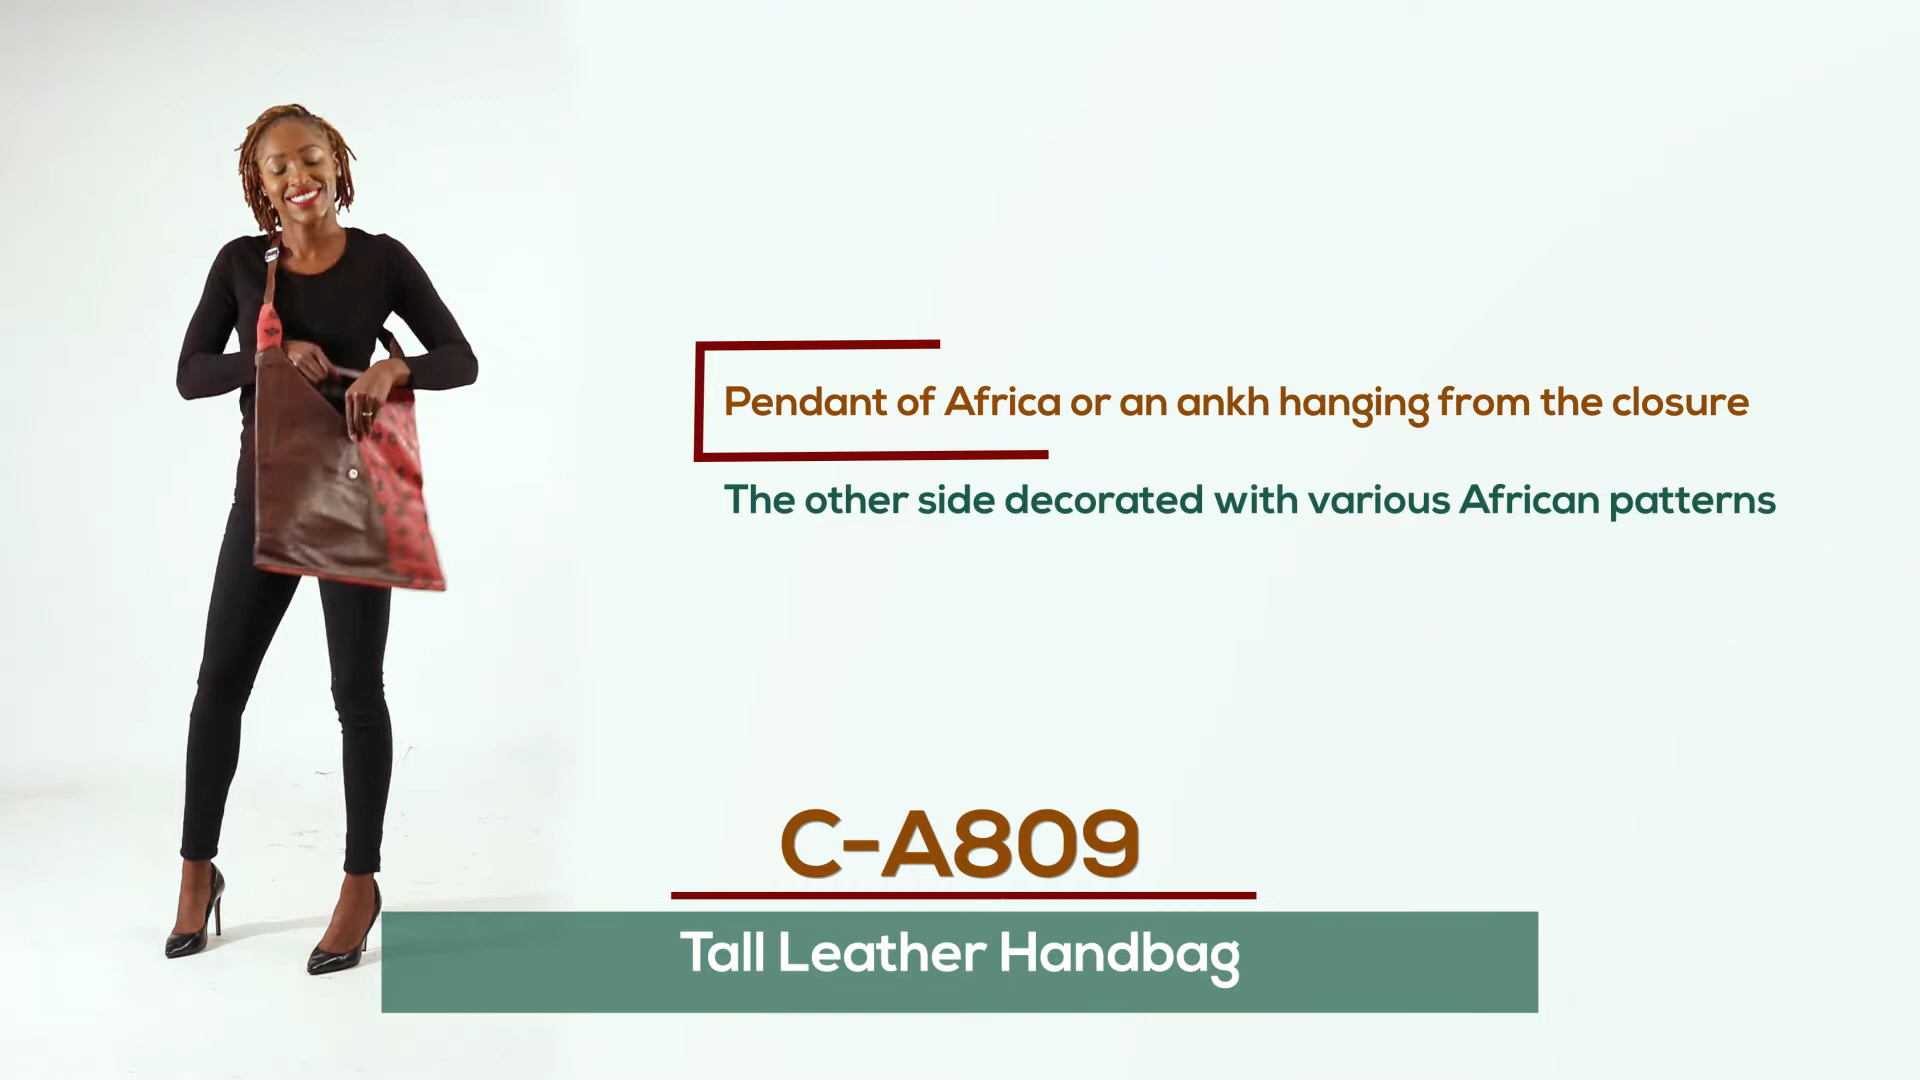 Pendant of Africa or an ankh hanging from the closure
The other side decorated with various African patterns
C-A809
Tall Leather Handbag